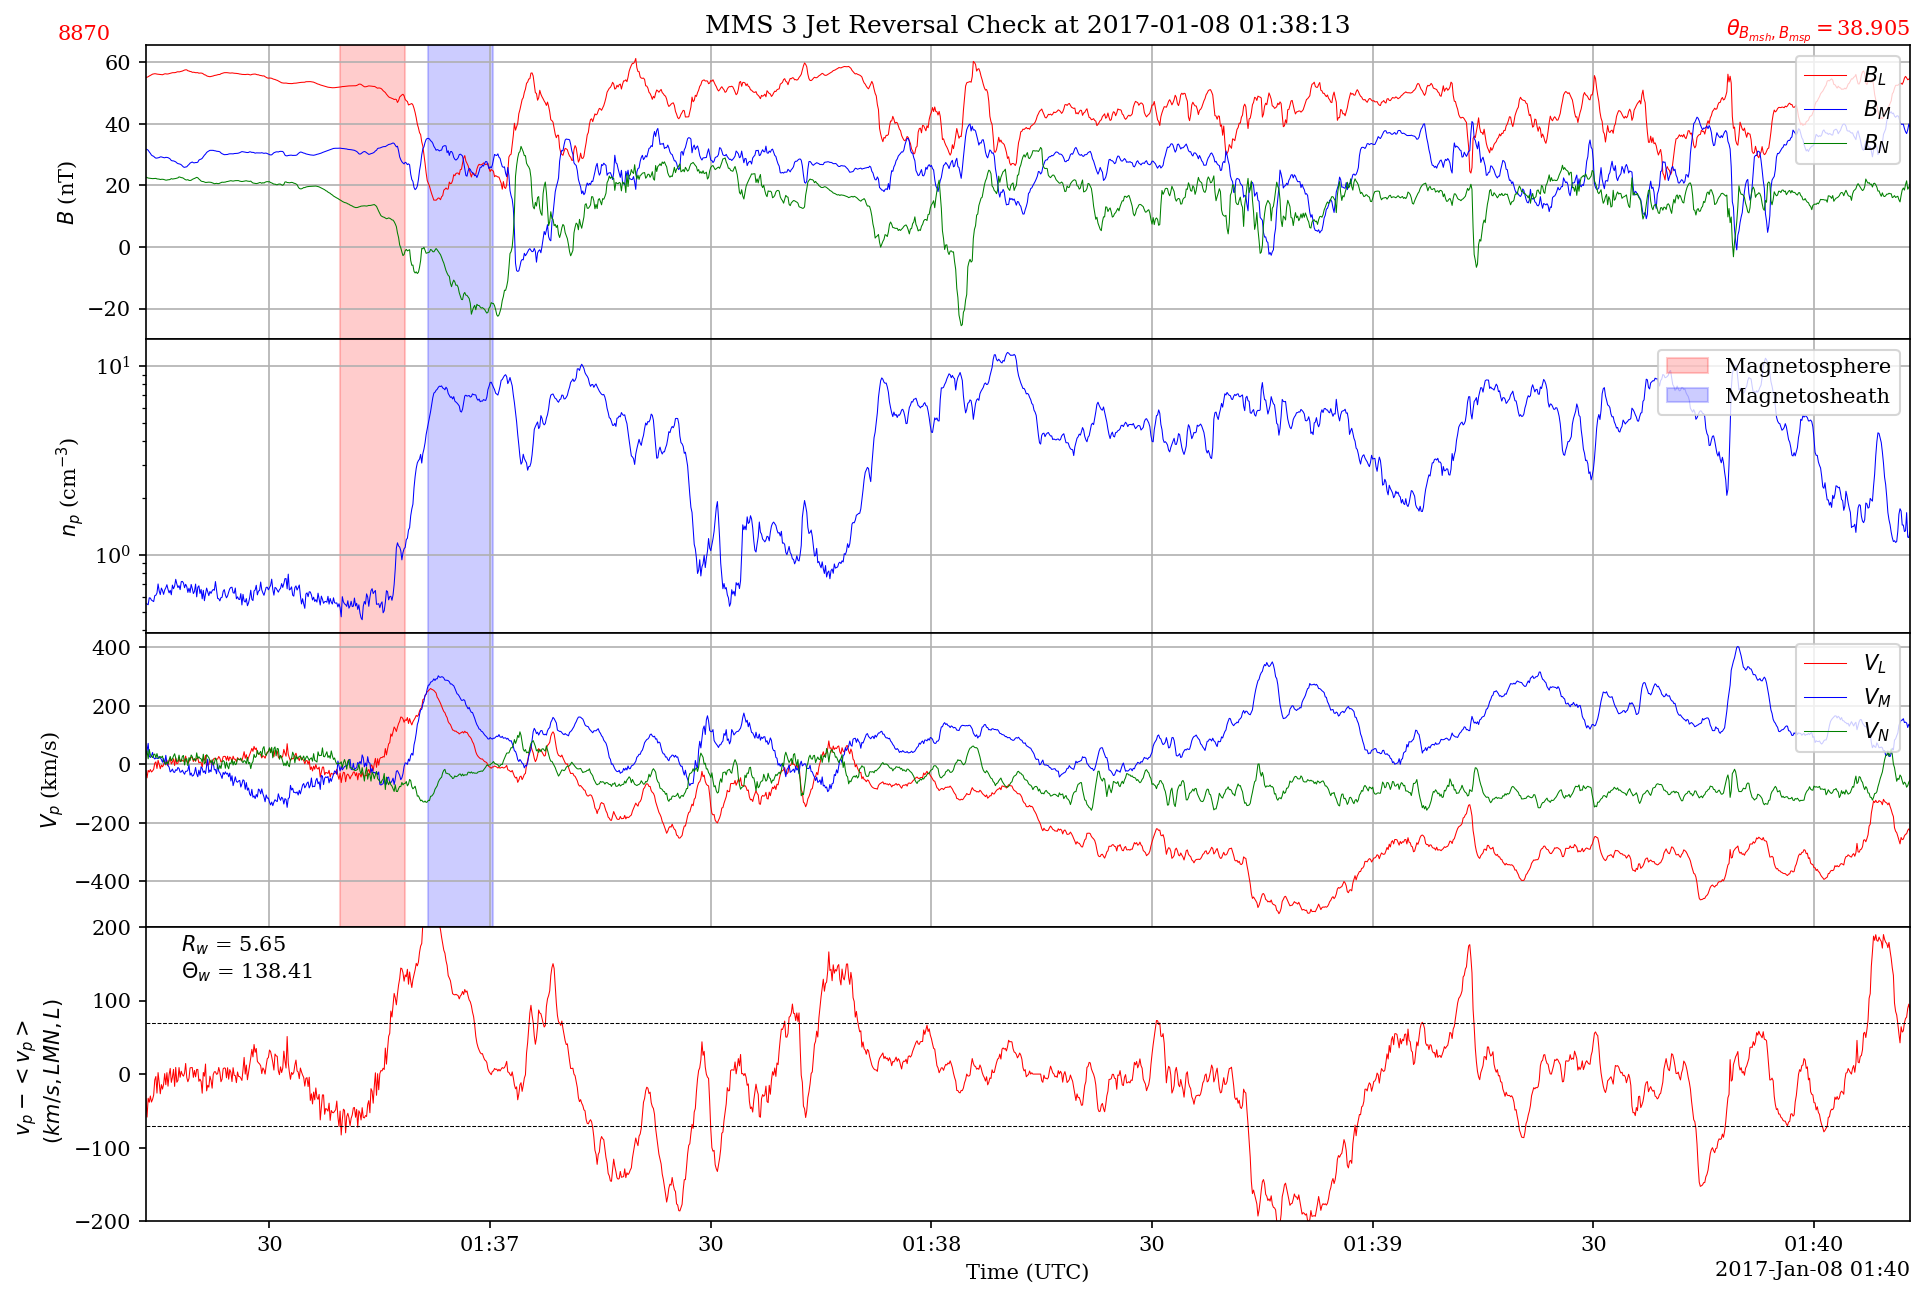 8870
MMS 3 Jet Reversal Check at 2017-01-08 01:38:13
θ_{B_{msh}, B_{msp}} = 38.905
60
40
20
0
−20
B (nT)
B_L
B_M
B_N
10^1
10^0
n_p (cm^{−3})
Magnetosphere
Magnetosheath
400
200
0
−200
−400
V_p (km/s)
V_L
V_M
V_N
200
100
0
−100
−200
v_p − < v_p >
(km/s, LMN, L)
R_w = 5.65
Θ_w = 138.41
30 01:37 30 01:38 30 01:39 30 01:40
Time (UTC)
2017-Jan-08 01:40